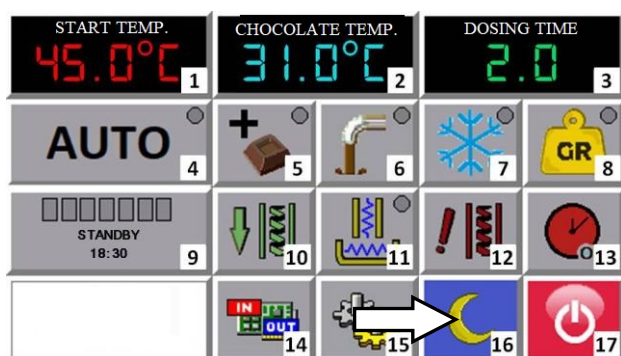 START TEMP.
45.0°C
1
CHOCOLATE TEMP.
31.0°C
2
DOSING TIME
2.0
3
AUTO
4
+
5
6
7
GR
8
STANDBY
18:30
9
10
11
!
12
13
IN
OUT
14
15
16
17